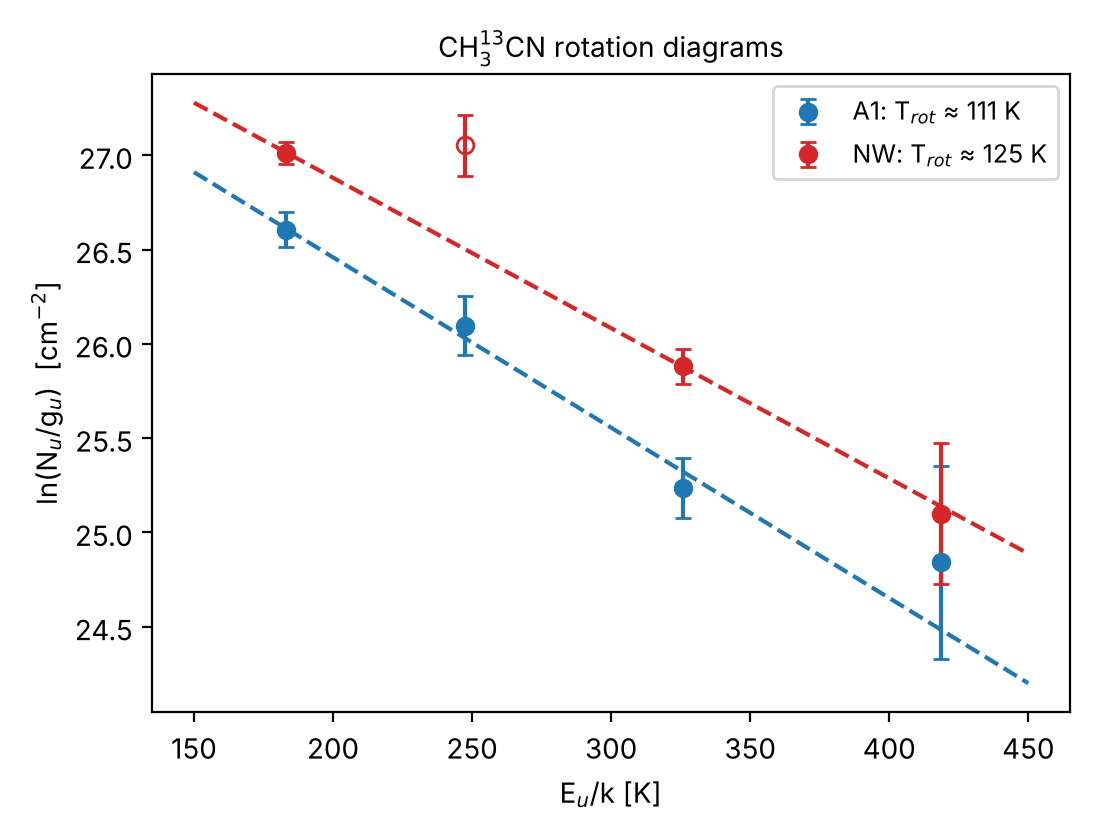 CH₃¹³CN rotation diagrams
A1: Tᵣₒₜ ≈ 111 K
NW: Tᵣₒₜ ≈ 125 K
27.0
26.5
26.0
25.5
25.0
24.5
ln(Nᵤ/gᵤ) [cm⁻²]
150 200 250 300 350 400 450
Eᵤ/k [K]